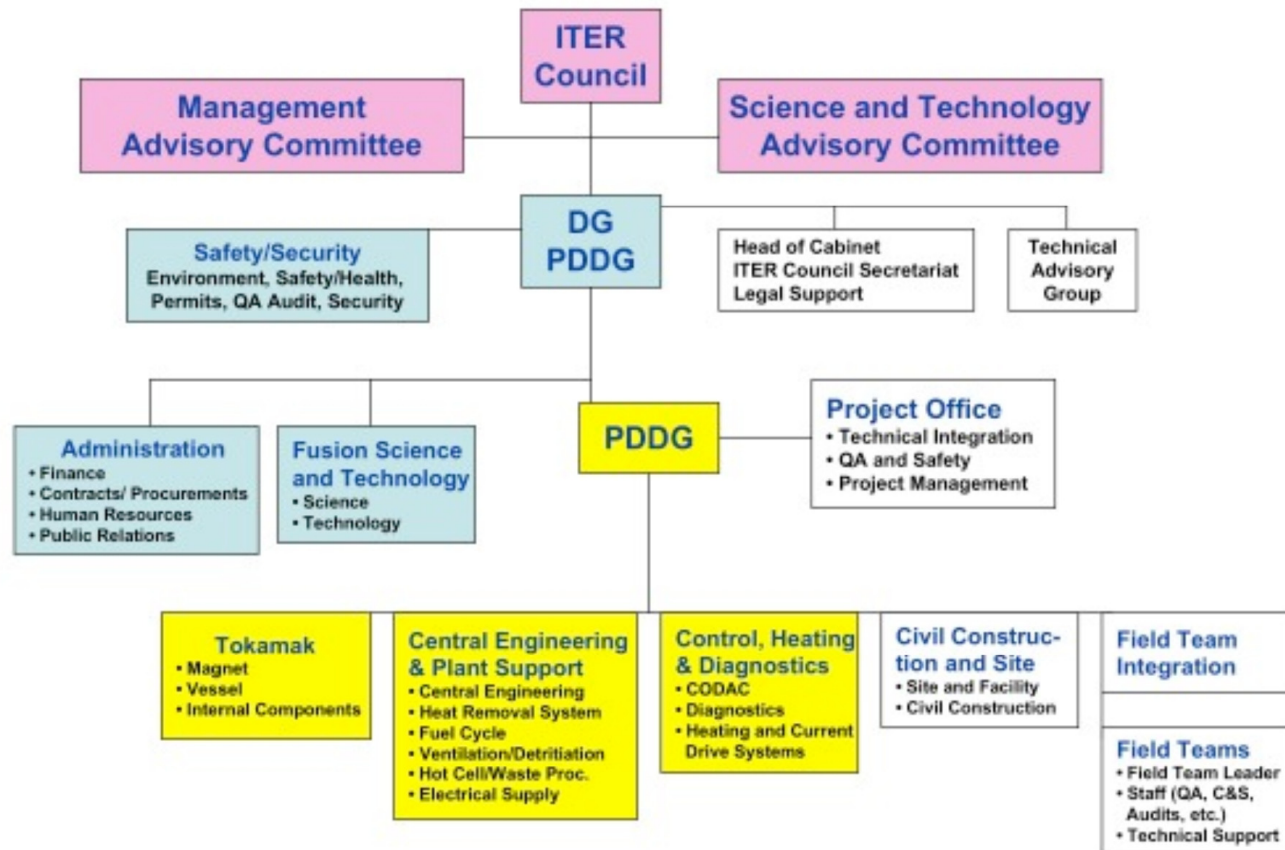 ITER
Council
Management
Advisory Committee
Science and Technology
Advisory Committee
DG
PDDG
Safety/Security
Environment, Safety/Health,
Permits, QA Audit, Security
Head of Cabinet
ITER Council Secretariat
Legal Support
Technical
Advisory
Group
Administration
• Finance
• Contracts/ Procurements
• Human Resources
• Public Relations
Fusion Science
and Technology
• Science
• Technology
PDDG
Project Office
• Technical Integration
• QA and Safety
• Project Management
Tokamak
• Magnet
• Vessel
• Internal Components
Central Engineering
& Plant Support
• Central Engineering
• Heat Removal System
• Fuel Cycle
• Ventilation/Detritiation
• Hot Cell/Waste Proc.
• Electrical Supply
Control, Heating
& Diagnostics
• CODAC
• Diagnostics
• Heating and Current
Drive Systems
Civil Construc-
tion and Site
• Site and Facility
• Civil Construction
Field Team
Integration
Field Teams
• Field Team Leader
• Staff (QA, C&S,
Audits, etc.)
• Technical Support